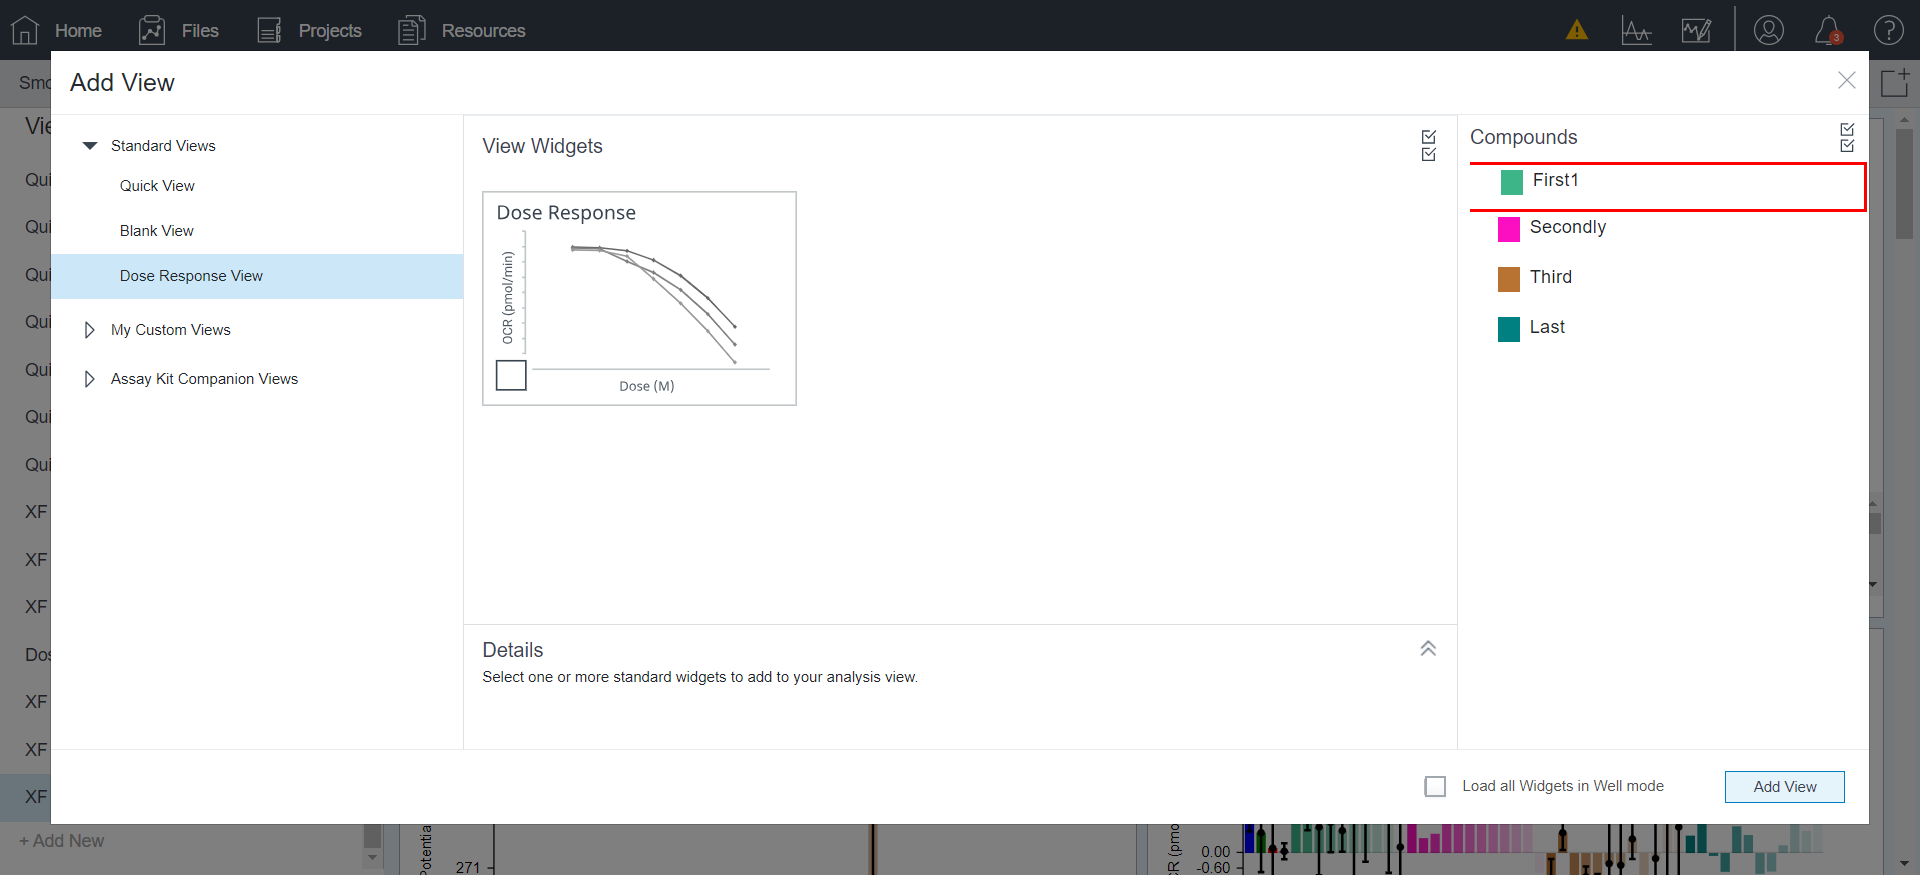 Home Files Projects Resources
3
Smo
Add View
Vie
Qui
Qui
Qui
Qui
Qui
Qui
Qui
XF
XF
XF
Dos
XF
XF
XF
+ Add New
Standard Views
Quick View
Blank View
Dose Response View
My Custom Views
Assay Kit Companion Views
View Widgets
Dose Response
OCR (pmol/min)
Dose (M)
Details
Select one or more standard widgets to add to your analysis view.
Compounds
First1
Secondly
Third
Last
Load all Widgets in Well mode
Add View
Potentia
271
CR (pmo
0.00
-0.60